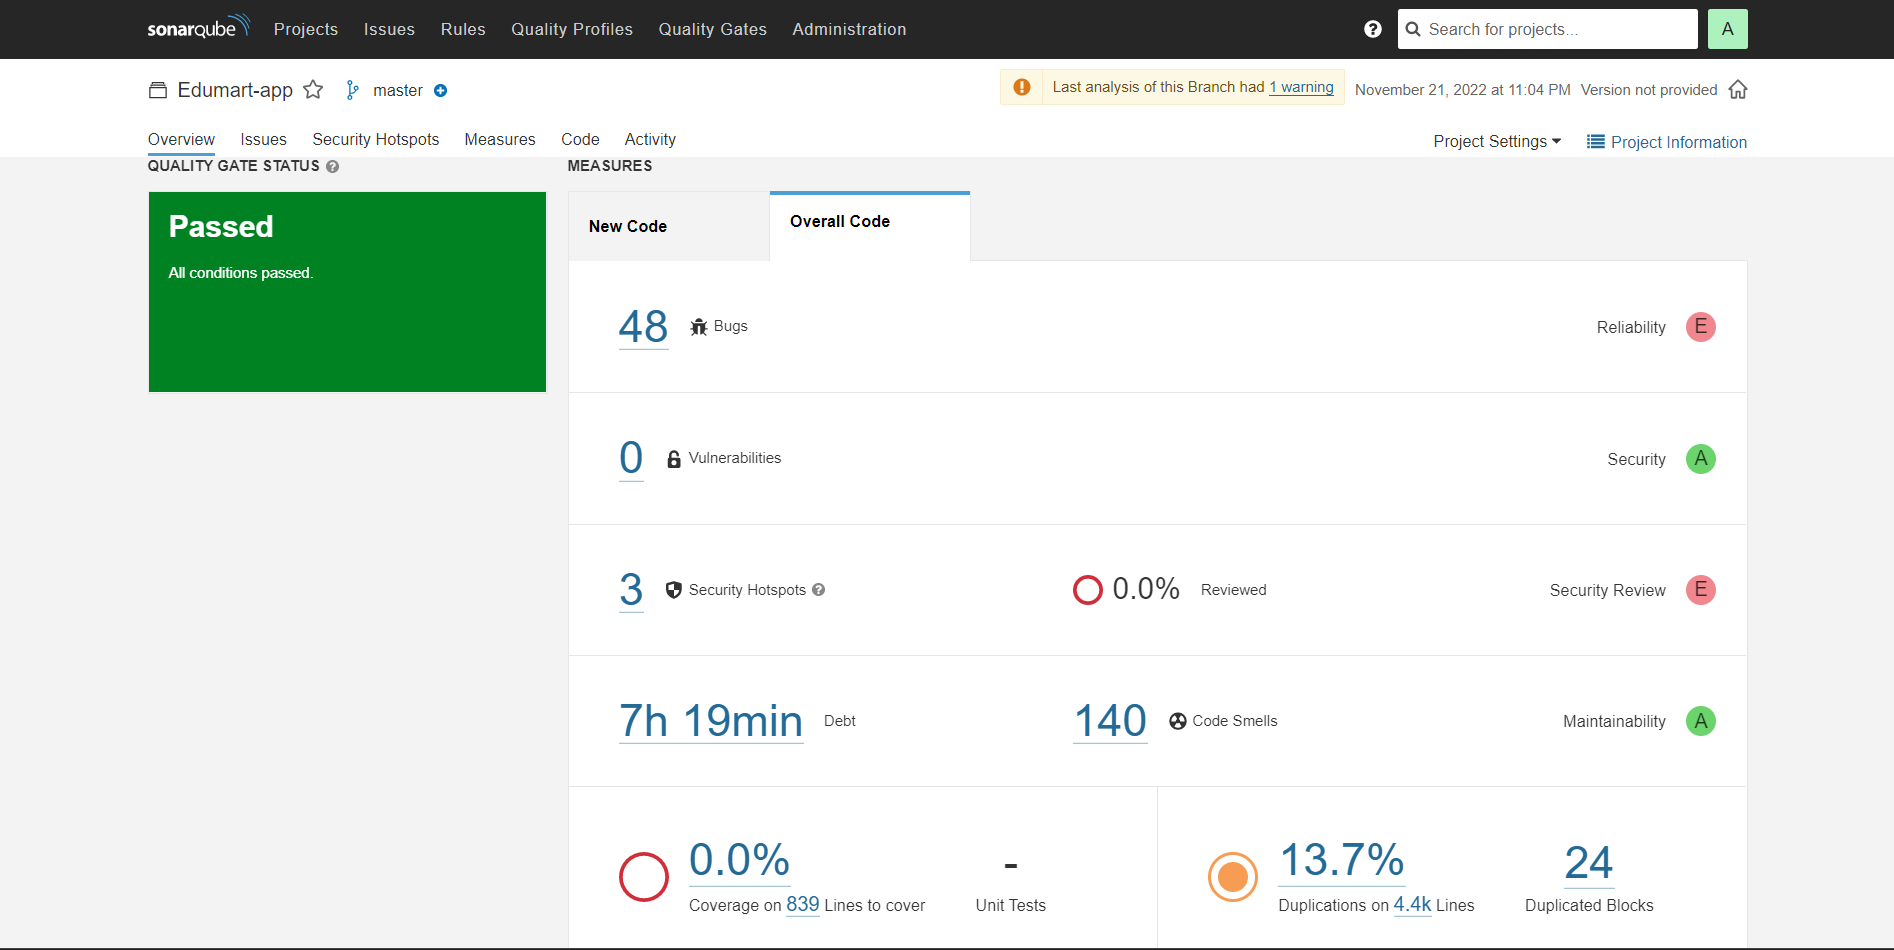 sonarqube Projects Issues Rules Quality Profiles Quality Gates Administration ? Search for projects... A
Edumart-app master Last analysis of this Branch had 1 warning November 21, 2022 at 11:04 PM Version not provided
Overview Issues Security Hotspots Measures Code Activity Project Settings Project Information
QUALITY GATE STATUS ? MEASURES
Passed
All conditions passed.
New Code Overall Code
48 Bugs Reliability E
0 Vulnerabilities Security A
3 Security Hotspots ? 0.0% Reviewed Security Review E
7h 19min Debt 140 Code Smells Maintainability A
0.0% - 13.7% 24
Coverage on 839 Lines to cover Unit Tests Duplications on 4.4k Lines Duplicated Blocks